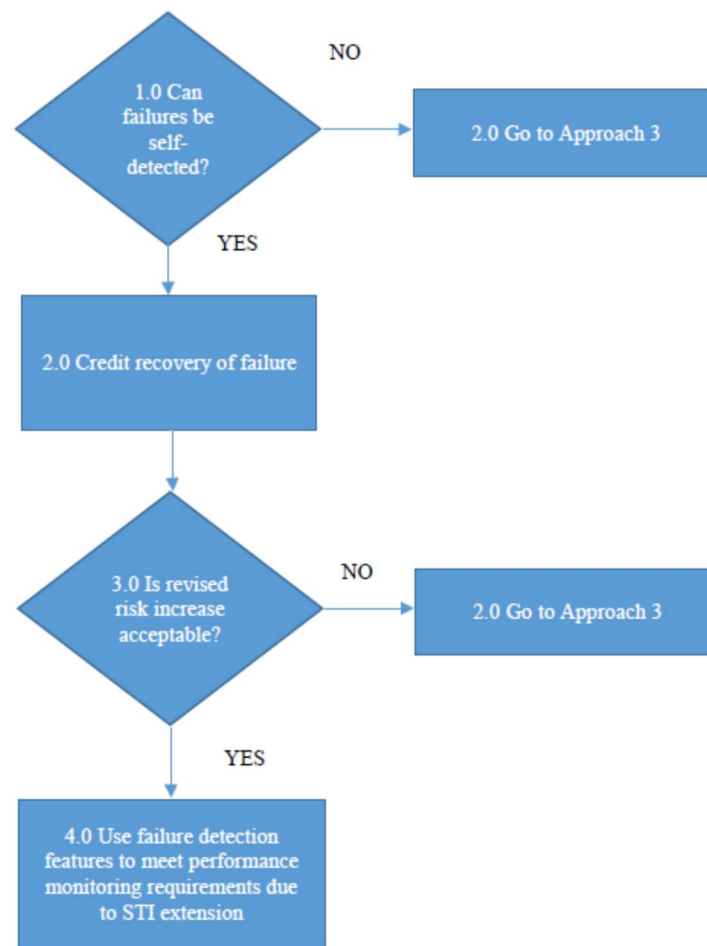 NO
1.0 Can
failures be
self-
detected?
2.0 Go to Approach 3
YES
2.0 Credit recovery of failure
3.0 Is revised
risk increase
acceptable?
NO
2.0 Go to Approach 3
YES
4.0 Use failure detection
features to meet performance
monitoring requirements due
to STI extension